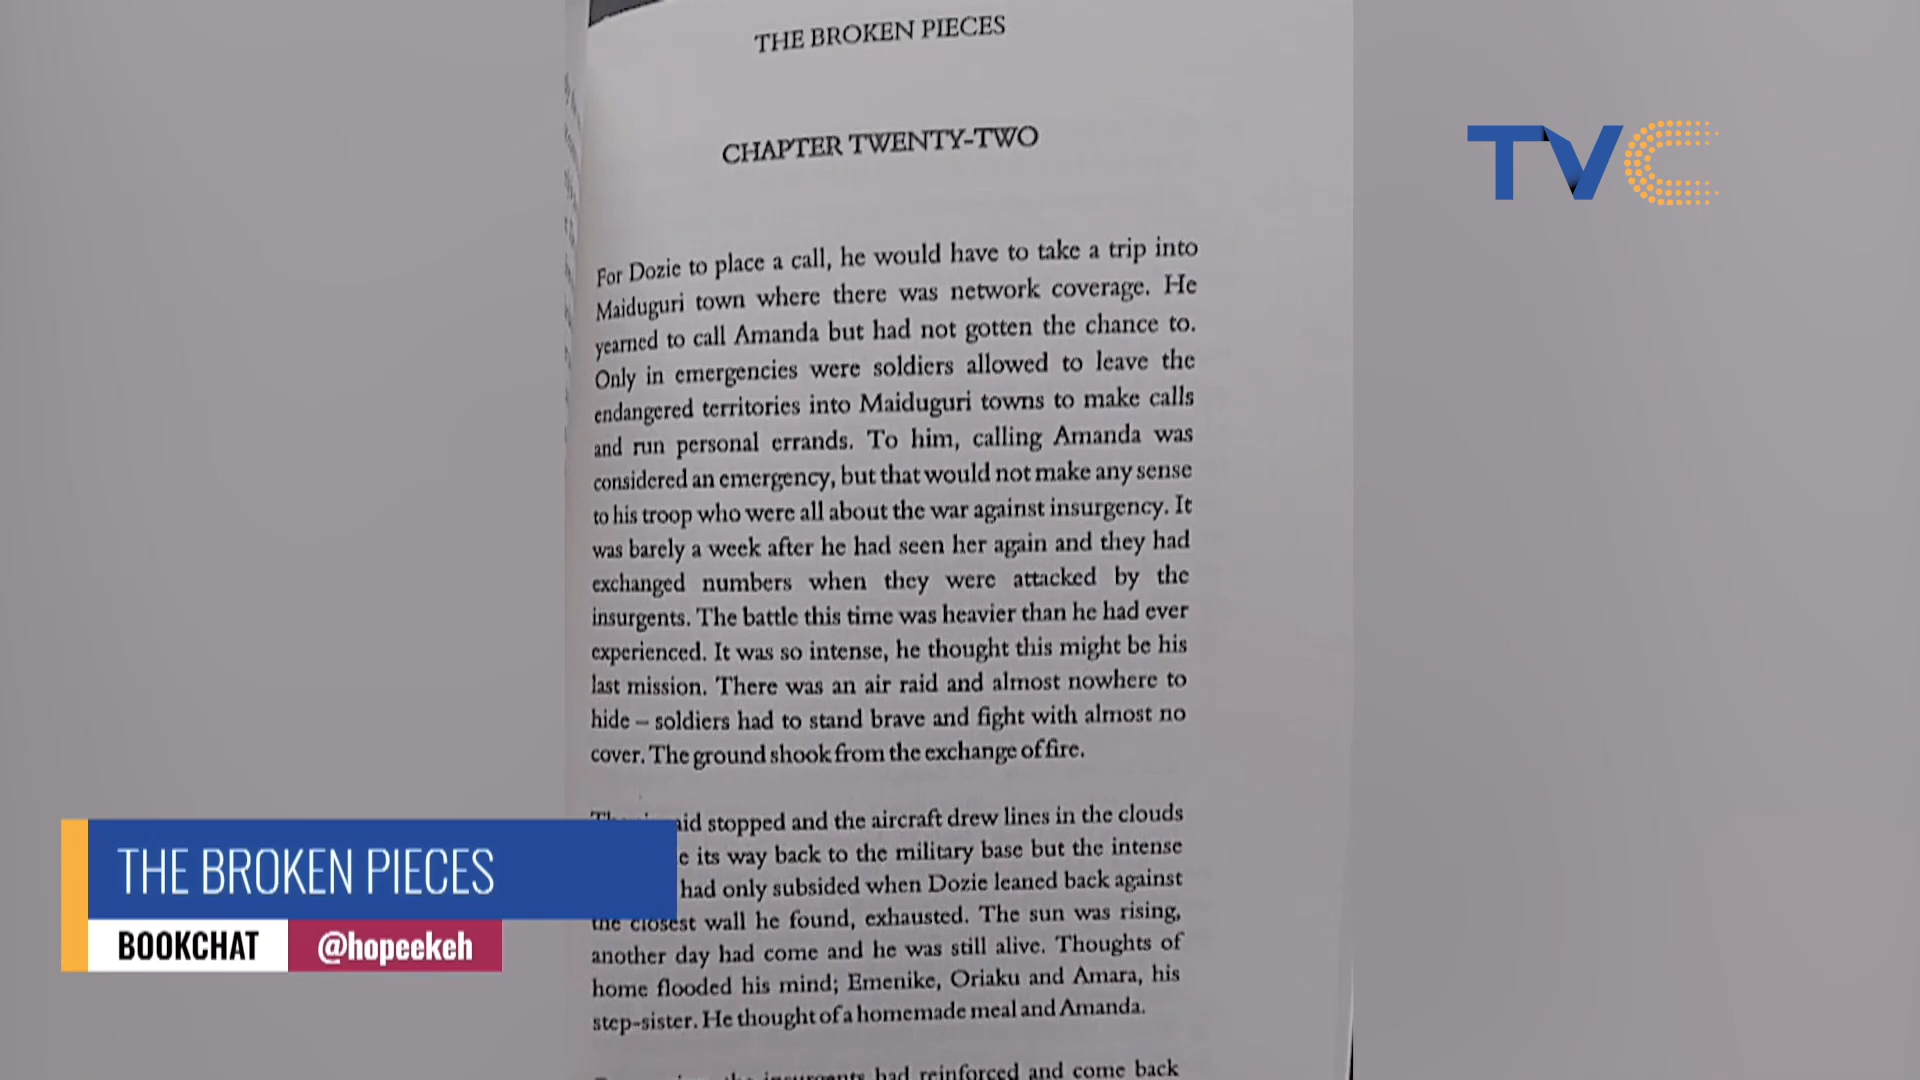 THE BROKEN PIECES
CHAPTER TWENTY-TWO
TVC
For Dozie to place a call, he would have to take a trip into
Maiduguri town where there was network coverage. He
yearned to call Amanda but had not gotten the chance to.
Only in emergencies were soldiers allowed to leave the
endangered territories into Maiduguri towns to make calls
and run personal errands. To him, calling Amanda was
considered an emergency, but that would not make any sense
to his troop who were all about the war against insurgency. It
was barely a week after he had seen her again and they had
exchanged numbers when they were attacked by the
insurgents. The battle this time was heavier than he had ever
experienced. It was so intense, he thought this might be his
last mission. There was an air raid and almost nowhere to
hide – soldiers had to stand brave and fight with almost no
cover. The ground shook from the exchange of fire.
stopped and the aircraft drew lines in the clouds
its way back to the military base but the intense
had only subsided when Dozie leaned back against
the closest wall he found, exhausted. The sun was rising,
another day had come and he was still alive. Thoughts of
home flooded his mind; Emenike, Oriaku and Amara, his
step-sister. He thought of a homemade meal and Amanda.
insurgents had reinforced and come back
THE BROKEN PIECES
BOOKCHAT
@hopeekeh